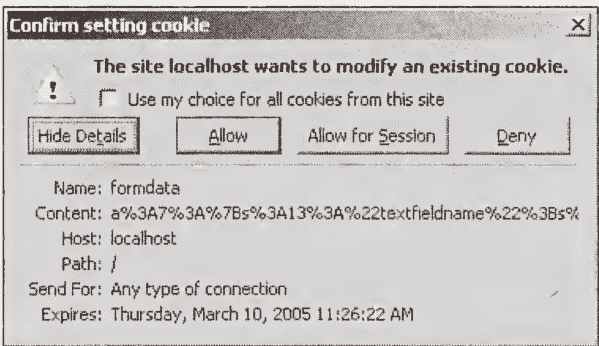 Confirm setting cookie
The site localhost wants to modify an existing cookie.
Use my choice for all cookies from this site
Hide Details Allow Allow for Session Deny
Name: formdata
Content: a%3A7%3A%7Bs%3A13%3A%22textfieldname%22%3Bs%
Host: localhost
Path: /
Send For: Any type of connection
Expires: Thursday, March 10, 2005 11:26:22 AM